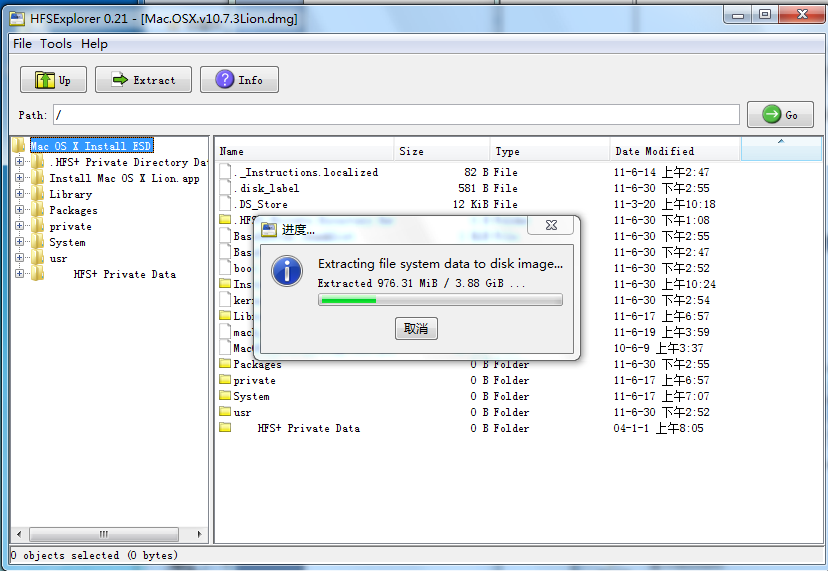 HFSExplorer 0.21 - [Mac.OSX.v10.7.3Lion.dmg]
File Tools Help
Up Extract Info
Path: / Go
Mac OS X Install ESD
.HFS+ Private Directory Da
Install Mac OS X Lion.app
Library
Packages
private
System
usr
HFS+ Private Data
Name Size Type Date Modified
._Instructions.localized 82 B File 11-6-14 上午2:47
.disk_label 581 B File 11-6-30 下午2:55
.DS_Store 12 KiB File 11-3-20 上午10:18
.HF 11-6-30 下午1:08
Bas 11-6-30 下午2:55
Bas 11-6-30 下午2:47
boo 11-6-30 下午2:52
Ins 11-6-30 上午10:24
ker 11-6-30 下午2:54
Lib 11-6-17 下午6:57
mac 11-6-19 上午3:59
Mac 10-6-9 上午3:37
Packages 0 B Folder 11-6-30 下午2:55
private 0 B Folder 11-6-17 上午6:57
System 0 B Folder 11-6-17 上午7:07
usr 0 B Folder 11-6-30 下午2:52
HFS+ Private Data 0 B Folder 04-1-1 上午8:05
进度...
Extracting file system data to disk image...
Extracted 976.31 MiB / 3.88 GiB ...
取消
0 objects selected (0 bytes)